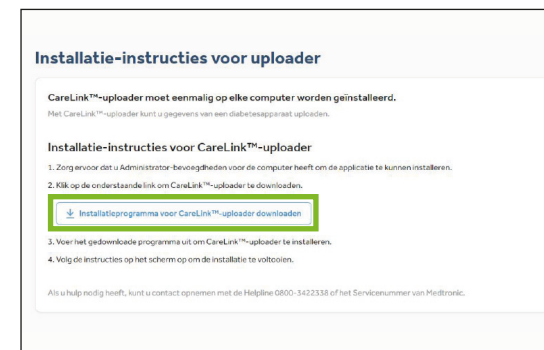 Installatie-instructies voor uploader
CareLink™-uploader moet eenmalig op elke computer worden geïnstalleerd.
Met CareLink™-uploader kunt u gegevens van een diabetesapparaat uploaden.
Installatie-instructies voor CareLink™-uploader
1. Zorg ervoor dat u Administrator-bevoegdheden voor de computer heeft om de applicatie te kunnen installeren.
2. Klik op de onderstaande link om CareLink™-uploader te downloaden.
Installatieprogramma voor CareLink™-uploader downloaden
3. Voer het gedownloade programma uit om CareLink™-uploader te installeren.
4. Volg de instructies op het scherm op om de installatie te voltooien.
Als u hulp nodig heeft, kunt u contact opnemen met de Helpline 0800-3422338 of het Servicenummer van Medtronic.